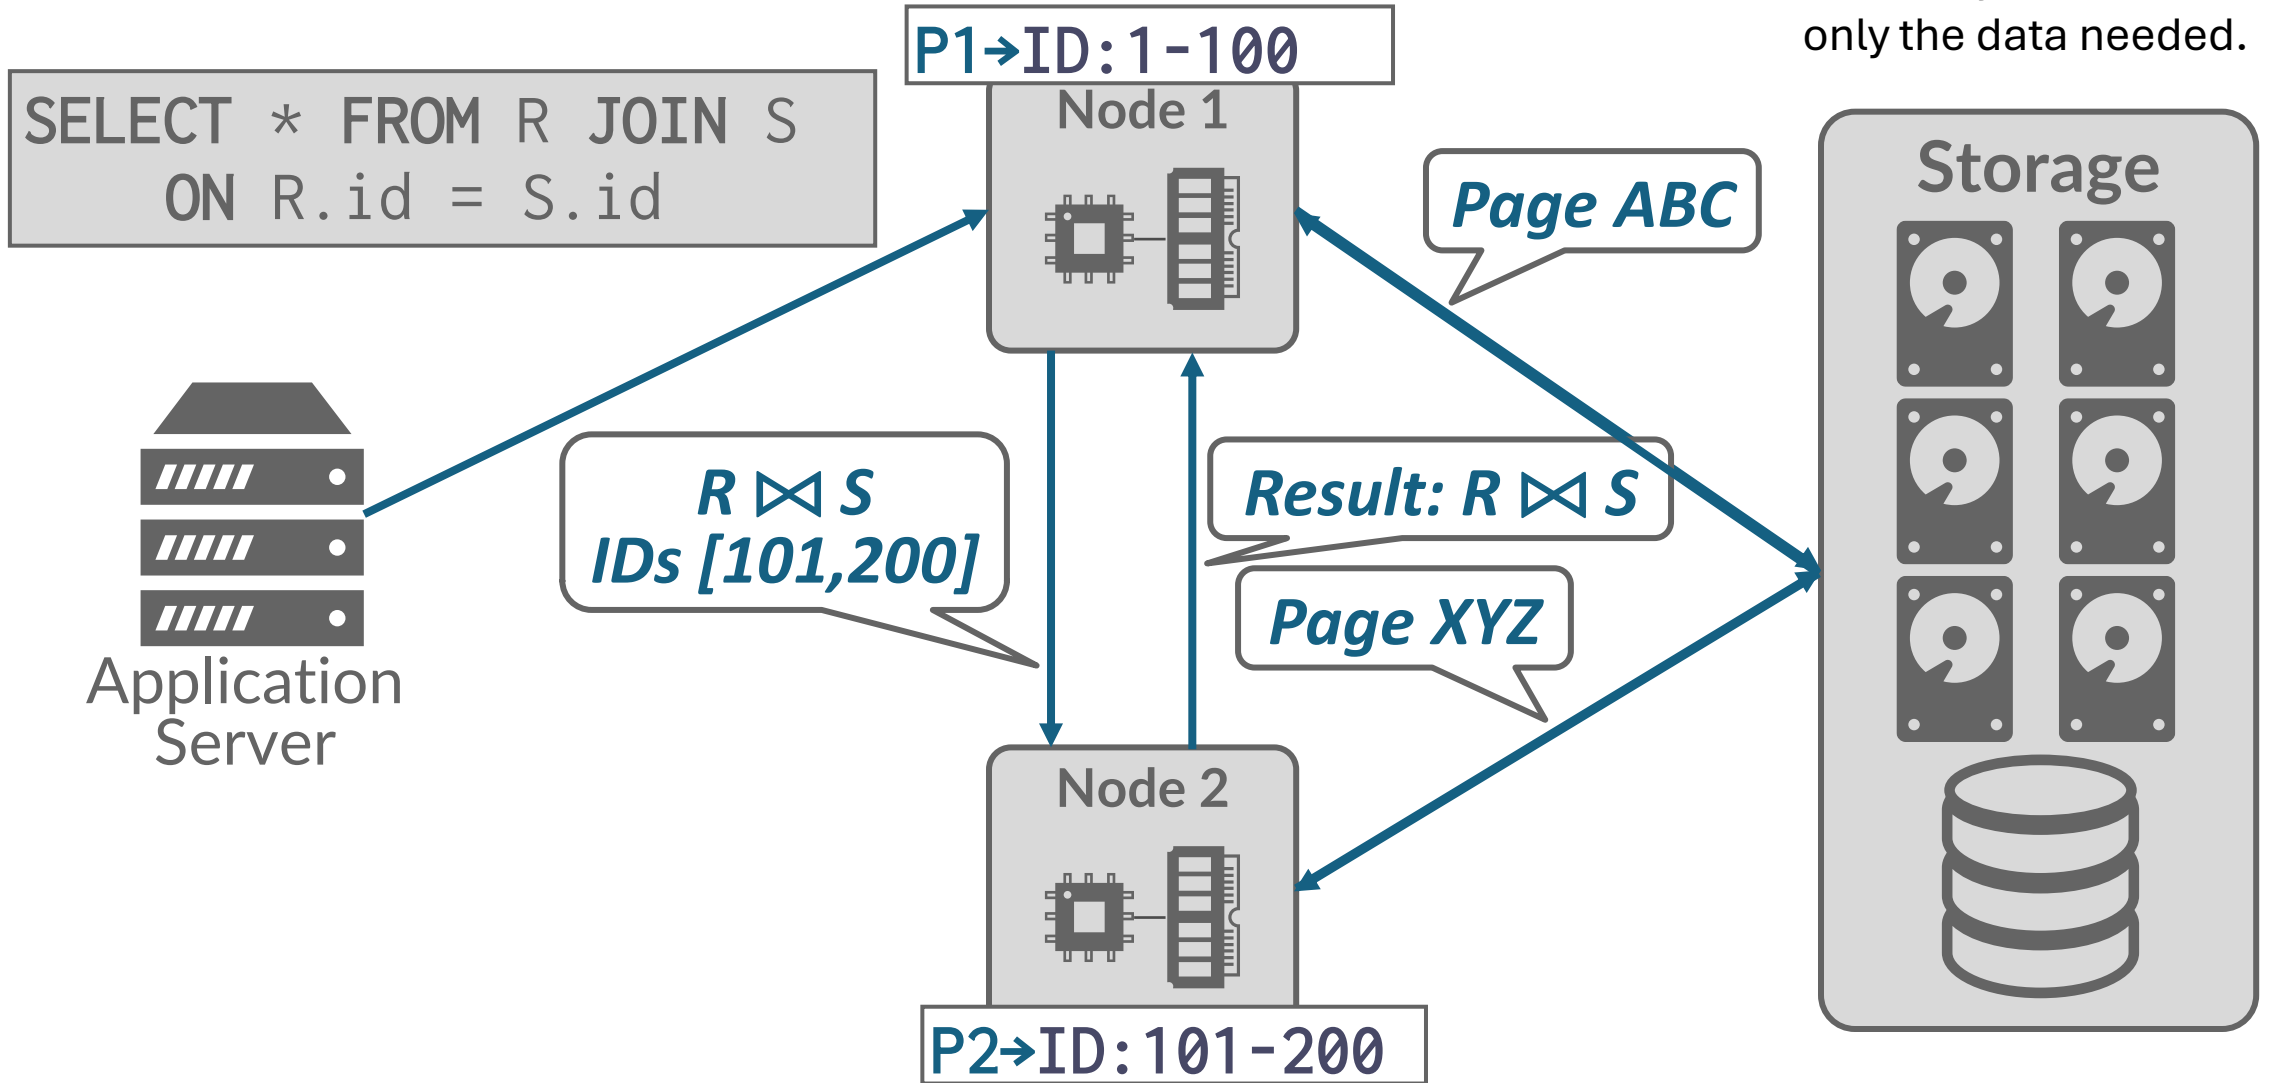 only the data needed.
P1→ID:1-100
SELECT * FROM R JOIN S
ON R.id = S.id
Node 1
Page ABC
Storage
R ⋈ S
IDs [101,200]
Result: R ⋈ S
Page XYZ
Application
Server
Node 2
P2→ID:101-200